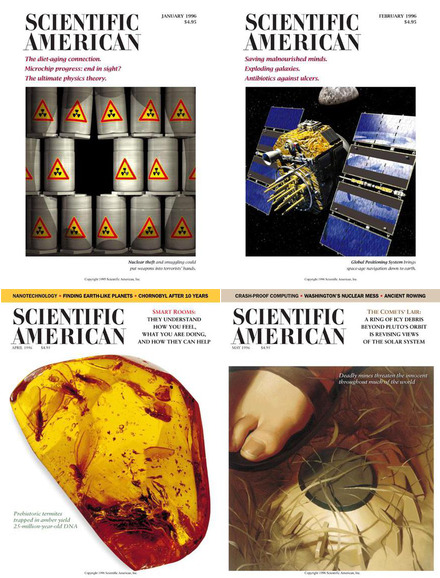 SCIENTIFIC
AMERICAN
JANUARY 1996
$4.95
The diet-aging connection.
Microchip progress: end in sight?
The ultimate physics theory.
Nuclear theft and smuggling could
put weapons into terrorists' hands.
Copyright 1995 Scientific American, Inc.
SCIENTIFIC
AMERICAN
FEBRUARY 1996
$4.95
Saving malnourished minds.
Exploding galaxies.
Antibiotics against ulcers.
Global Positioning System brings
space-age navigation down to earth.
Copyright 1996 Scientific American, Inc.
NANOTECHNOLOGY • FINDING EARTH-LIKE PLANETS • CHORNOBYL AFTER 10 YEARS
SCIENTIFIC
AMERICAN
APRIL 1996 $4.95
SMART ROOMS:
THEY UNDERSTAND
HOW YOU FEEL,
WHAT YOU ARE DOING,
AND HOW THEY CAN HELP
Prehistoric termites
trapped in amber yield
25-million-year-old DNA
Copyright 1996 Scientific American, Inc.
CRASH-PROOF COMPUTING • WASHINGTON'S NUCLEAR MESS • ANCIENT ROWING
SCIENTIFIC
AMERICAN
MAY 1996 $4.95
THE COMETS' LAIR:
A RING OF ICY DEBRIS
BEYOND PLUTO'S ORBIT
IS REVISING VIEWS
OF THE SOLAR SYSTEM
Deadly mines threaten the innocent
throughout much of the world
Copyright 1996 Scientific American, Inc.